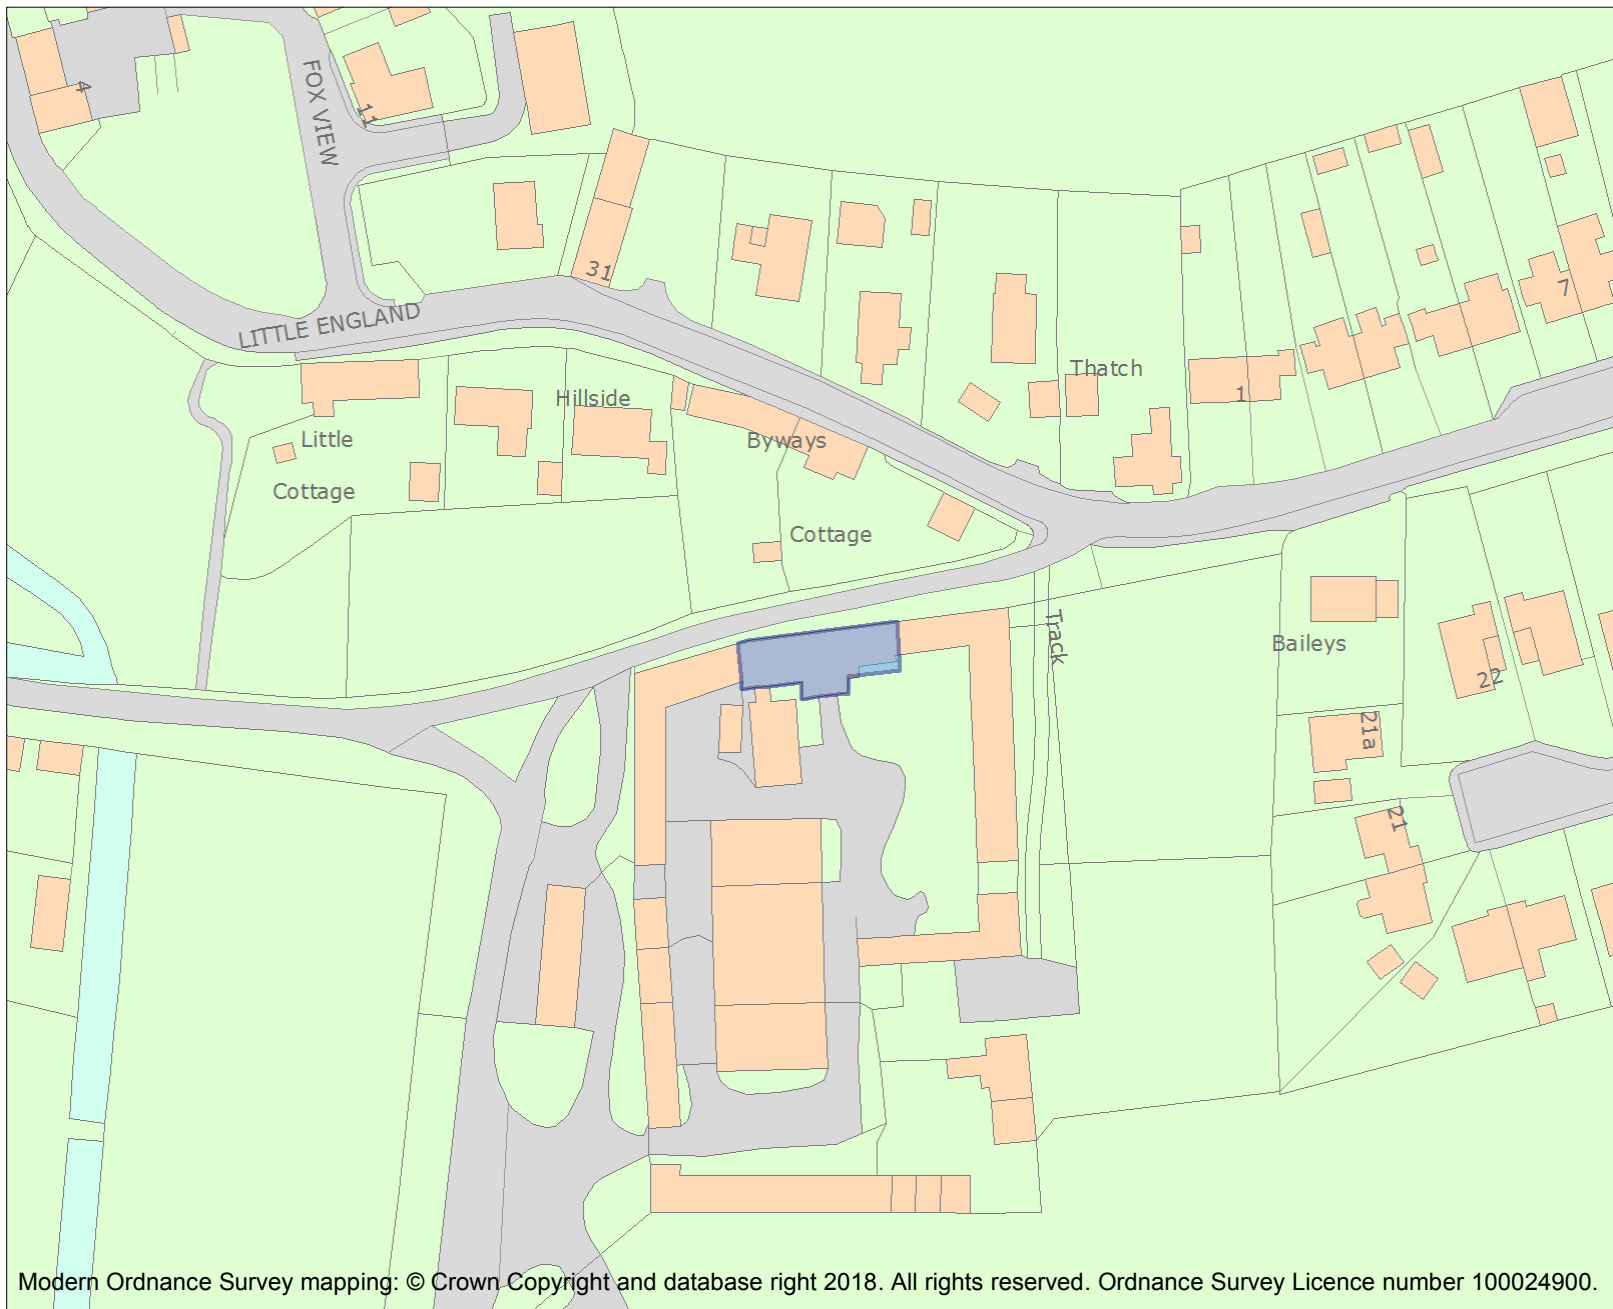 4
FOX VIEW
11
31
LITTLE ENGLAND
7
Thatch
1
Hillside
Little
Byways
Cottage
Cottage
Track
Baileys
22
21a
21
Modern Ordnance Survey mapping: © Crown Copyright and database right 2018. All rights reserved. Ordnance Survey Licence number 100024900.